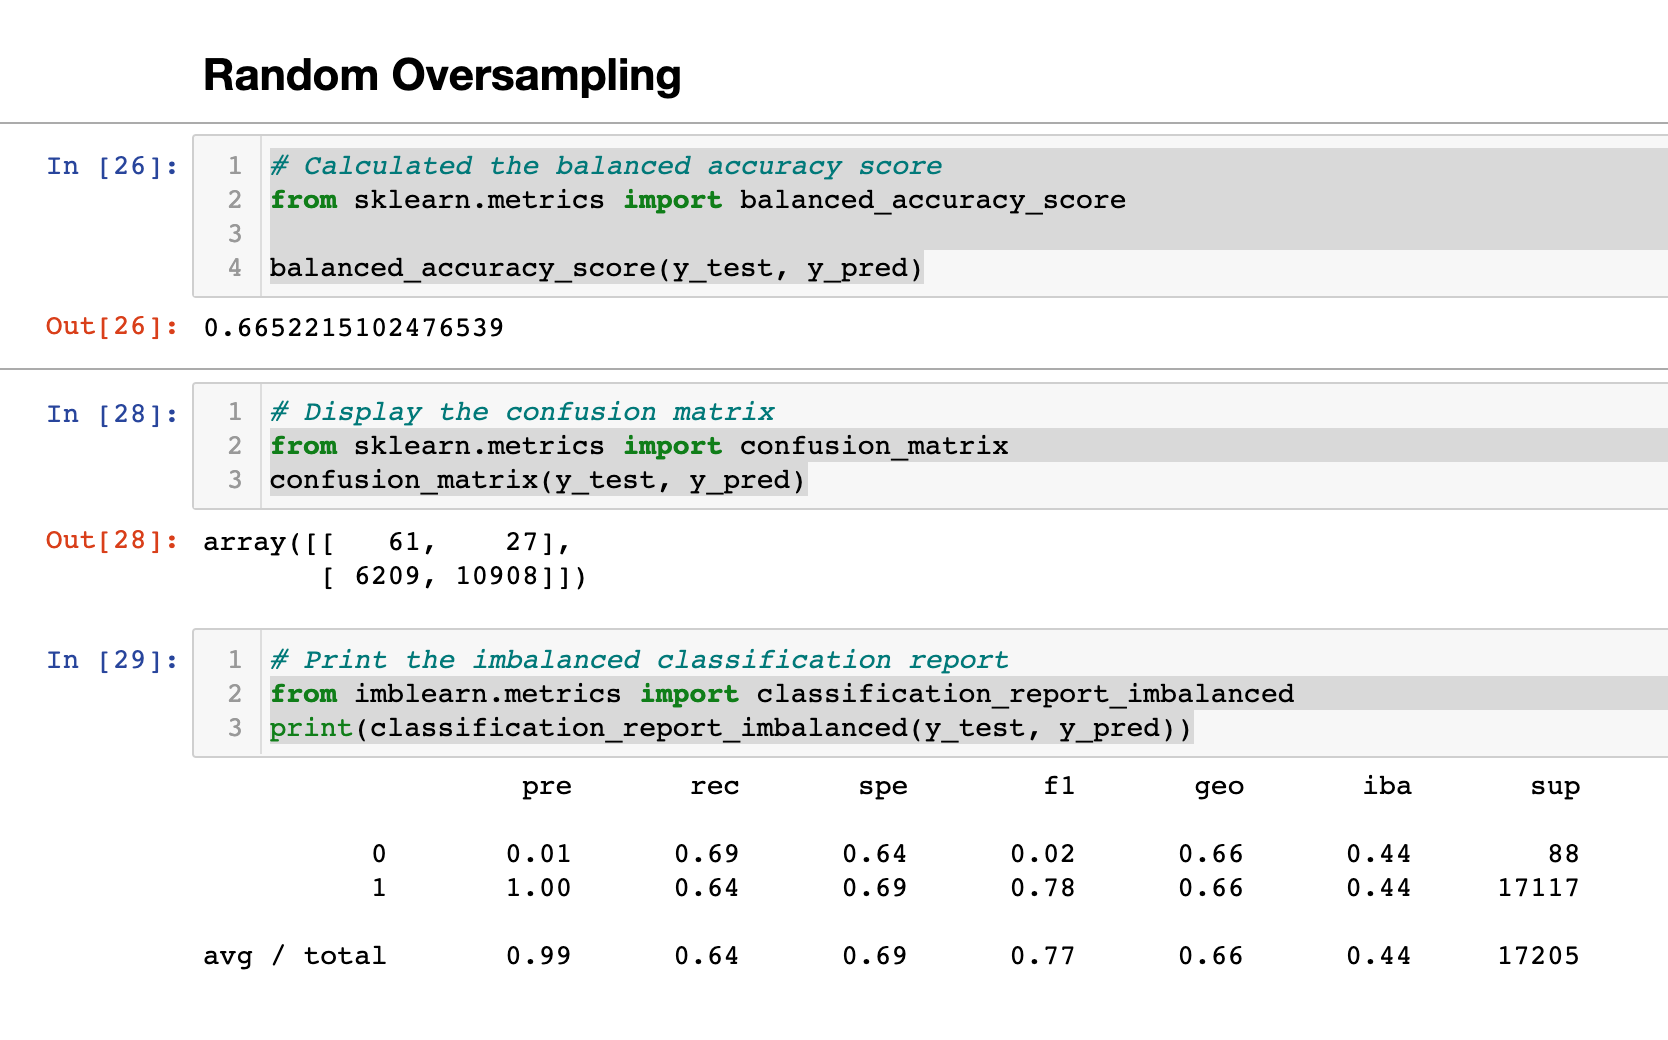 Random Oversampling
In [26]:
1 # Calculated the balanced accuracy score
2 from sklearn.metrics import balanced_accuracy_score
3
4 balanced_accuracy_score(y_test, y_pred)
Out[26]: 0.6652215102476539
In [28]:
1 # Display the confusion matrix
2 from sklearn.metrics import confusion_matrix
3 confusion_matrix(y_test, y_pred)
Out[28]: array([[   61,    27],
       [ 6209, 10908]])
In [29]:
1 # Print the imbalanced classification report
2 from imblearn.metrics import classification_report_imbalanced
3 print(classification_report_imbalanced(y_test, y_pred))
pre rec spe f1 geo iba sup
0 0.01 0.69 0.64 0.02 0.66 0.44 88
1 1.00 0.64 0.69 0.78 0.66 0.44 17117
avg / total 0.99 0.64 0.69 0.77 0.66 0.44 17205